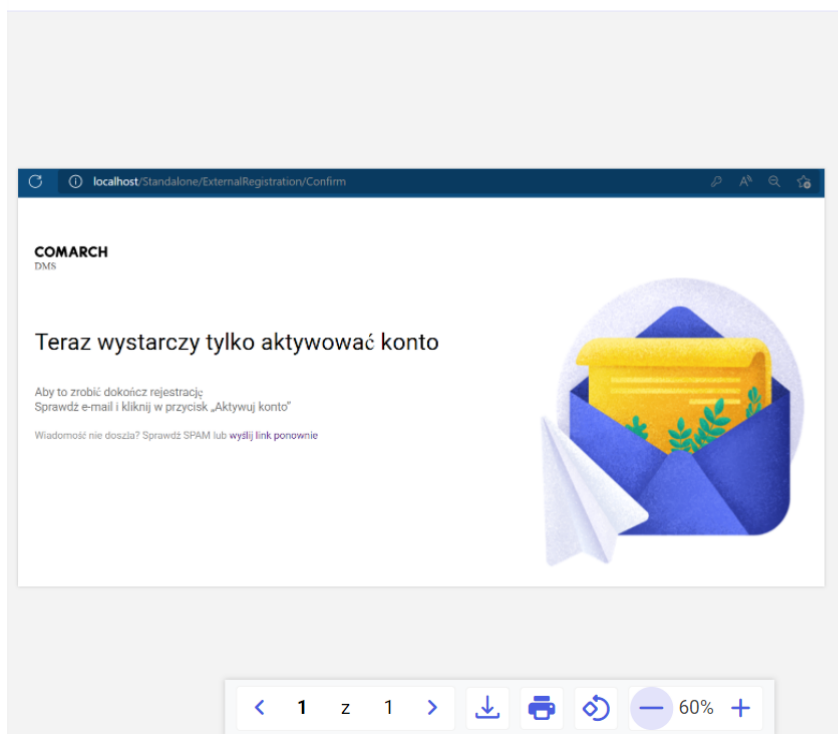 localhost/Standalone/ExternalRegistration/Confirm
COMARCH
DMS
Teraz wystarczy tylko aktywować konto
Aby to zrobić dokończ rejestrację
Sprawdź e-mail i kliknij w przycisk „Aktywuj konto”
Wiadomość nie doszła? Sprawdź SPAM lub wyślij link ponownie
1 z 1 60%